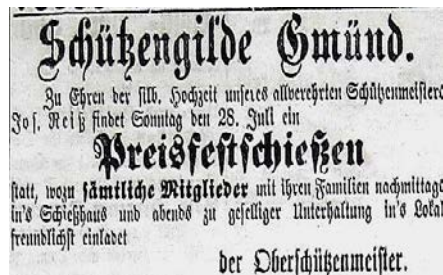 Schützengilde Gmünd.
Zu Ehren der silb. Hochzeit unseres allverehrten Schützenmeisters
Jos. Reiß findet Sonntag den 28. Juli ein
Preisfestschießen
statt, wozu sämtliche Mitglieder mit ihren Familien nachmittags
in's Schießhaus und abends zu geselliger Unterhaltung in's Lokal
freundlichst einladet
der Oberschützenmeister.